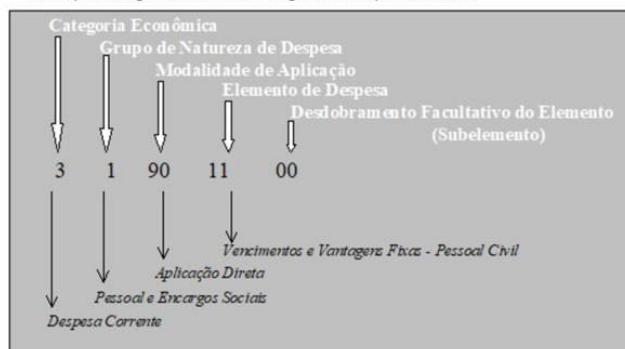 Categoria Econômica
Grupo de Natureza de Despesa
Modalidade de Aplicação
Elemento de Despesa
Desdobramento Facultativo do Elemento
(Subelemento)
3 1 90 11 00
Vencimentos e Vantagens Fixas - Pessoal Civil
Aplicação Direta
Pessoal e Encargos Sociais
Despesa Corrente